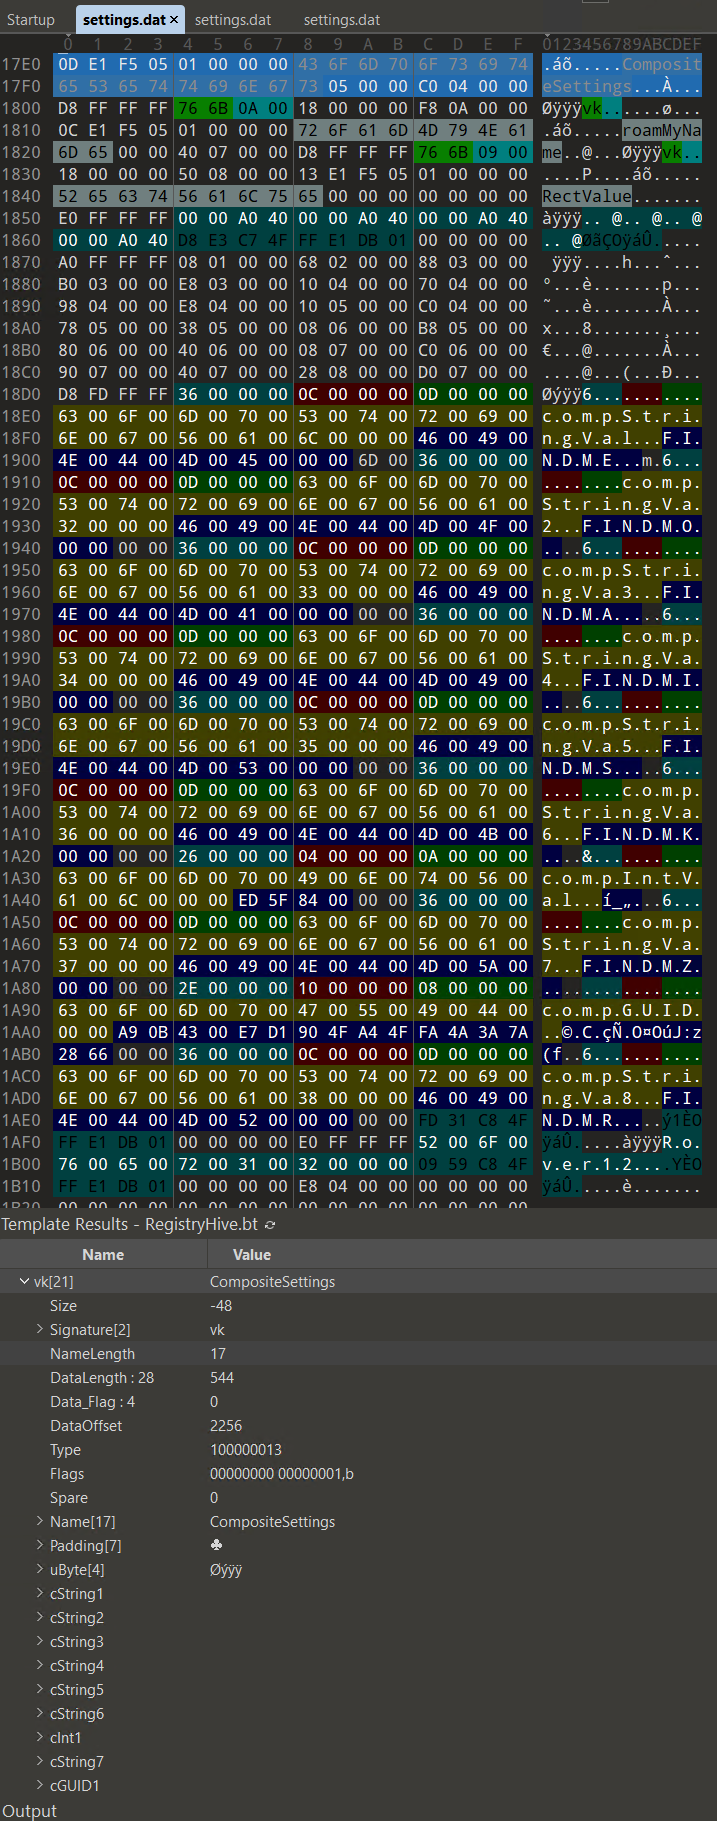 Startup settings.dat × settings.dat settings.dat
0 1 2 3 4 5 6 7 8 9 A B C D E F 0123456789ABCDEF
17E0 0D E1 F5 05 01 00 00 00 43 6F 6D 70 6F 73 69 74 .áõ.....Composit
17F0 65 53 65 74 74 69 6E 67 73 00 05 00 00 C0 04 00 00 eSettings...À...
1800 D8 FF FF FF 76 6B 0A 00 18 00 00 00 F8 0A 00 00 Øÿÿÿvk......ø...
1810 0C E1 F5 05 01 00 00 00 72 6F 61 6D 4D 79 4E 61 .áõ.....roamMyNa
1820 6D 65 00 00 40 07 00 00 D8 FF FF FF 76 6B 09 00 me..@...Øÿÿÿvk..
1830 18 00 00 00 50 08 00 00 13 E1 F5 05 01 00 00 00 ....P....áõ.....
1840 52 65 63 74 56 61 6C 75 65 00 00 00 00 00 00 00 RectValue.......
1850 E0 FF FF FF 00 00 A0 40 00 00 A0 40 00 00 A0 40 àÿÿÿ.. @.. @.. @
1860 00 00 A0 40 D8 E3 C7 4F FF E1 DB 01 00 00 00 00 .. @ØãÇOÿáÛ.....
1870 A0 FF FF FF 08 01 00 00 68 02 00 00 88 03 00 00  ÿÿÿ....h...ˆ...
1880 B0 03 00 00 E8 03 00 00 10 04 00 00 70 04 00 00 °...è.......p...
1890 98 04 00 00 E8 04 00 00 10 05 00 00 C0 04 00 00 ˜...è.......À...
18A0 78 05 00 00 38 05 00 00 08 06 00 00 B8 05 00 00 x...8.......¸...
18B0 80 06 00 00 40 06 00 00 08 07 00 00 C0 06 00 00 €...@.......À...
18C0 90 07 00 00 40 07 00 00 28 08 00 00 D0 07 00 00 ....@...(...Ð...
18D0 D8 FD FF FF 36 00 00 00 0C 00 00 00 0D 00 00 00 Øýÿÿ6...........
18E0 63 00 6F 00 6D 00 70 00 53 00 74 00 72 00 69 00 c.o.m.p.S.t.r.i.
18F0 6E 00 67 00 56 00 61 00 6C 00 00 00 46 00 49 00 n.g.V.a.l...F.I.
1900 4E 00 44 00 4D 00 45 00 00 00 6D 00 36 00 00 00 N.D.M.E...m.6...
1910 0C 00 00 00 0D 00 00 00 63 00 6F 00 6D 00 70 00 ........c.o.m.p.
1920 53 00 74 00 72 00 69 00 6E 00 67 00 56 00 61 00 S.t.r.i.n.g.V.a.
1930 32 00 00 00 46 00 49 00 4E 00 44 00 4D 00 4F 00 2...F.I.N.D.M.O.
1940 00 00 00 00 36 00 00 00 0C 00 00 00 0D 00 00 00 ....6...........
1950 63 00 6F 00 6D 00 70 00 53 00 74 00 72 00 69 00 c.o.m.p.S.t.r.i.
1960 6E 00 67 00 56 00 61 00 33 00 00 00 46 00 49 00 n.g.V.a.3...F.I.
1970 4E 00 44 00 4D 00 41 00 00 00 00 00 36 00 00 00 N.D.M.A.....6...
1980 0C 00 00 00 0D 00 00 00 63 00 6F 00 6D 00 70 00 ........c.o.m.p.
1990 53 00 74 00 72 00 69 00 6E 00 67 00 56 00 61 00 S.t.r.i.n.g.V.a.
19A0 34 00 00 00 46 00 49 00 4E 00 44 00 4D 00 49 00 4...F.I.N.D.M.I.
19B0 00 00 00 00 36 00 00 00 0C 00 00 00 0D 00 00 00 ....6...........
19C0 63 00 6F 00 6D 00 70 00 53 00 74 00 72 00 69 00 c.o.m.p.S.t.r.i.
19D0 6E 00 67 00 56 00 61 00 35 00 00 00 46 00 49 00 n.g.V.a.5...F.I.
19E0 4E 00 44 00 4D 00 53 00 00 00 00 00 36 00 00 00 N.D.M.S.....6...
19F0 0C 00 00 00 0D 00 00 00 63 00 6F 00 6D 00 70 00 ........c.o.m.p.
1A00 53 00 74 00 72 00 69 00 6E 00 67 00 56 00 61 00 S.t.r.i.n.g.V.a.
1A10 36 00 00 00 46 00 49 00 4E 00 44 00 4D 00 4B 00 6...F.I.N.D.M.K.
1A20 00 00 00 00 26 00 00 00 04 00 00 00 0A 00 00 00 ....&...........
1A30 63 00 6F 00 6D 00 70 00 49 00 6E 00 74 00 56 00 c.o.m.p.I.n.t.V.
1A40 61 00 6C 00 00 00 ED 5F 84 00 00 00 36 00 00 00 a.l...í_„...6...
1A50 0C 00 00 00 0D 00 00 00 63 00 6F 00 6D 00 70 00 ........c.o.m.p.
1A60 53 00 74 00 72 00 69 00 6E 00 67 00 56 00 61 00 S.t.r.i.n.g.V.a.
1A70 37 00 00 00 46 00 49 00 4E 00 44 00 4D 00 5A 00 7...F.I.N.D.M.Z.
1A80 00 00 00 00 2E 00 00 00 10 00 00 00 08 00 00 00 ................
1A90 63 00 6F 00 6D 00 70 00 47 00 55 00 49 00 44 00 c.o.m.p.G.U.I.D.
1AA0 00 00 A9 0B 43 00 E7 D1 90 4F A4 4F FA 4A 3A 7A ..©.C.çÑ.O¤OúJ:z
1AB0 28 66 00 00 36 00 00 00 0C 00 00 00 0D 00 00 00 (f..6...........
1AC0 63 00 6F 00 6D 00 70 00 53 00 74 00 72 00 69 00 c.o.m.p.S.t.r.i.
1AD0 6E 00 67 00 56 00 61 00 38 00 00 00 46 00 49 00 n.g.V.a.8...F.I.
1AE0 4E 00 44 00 4D 00 52 00 00 00 00 00 FD 31 C8 4F N.D.M.R.....ý1ÈO
1AF0 FF E1 DB 01 00 00 00 00 E0 FF FF FF 52 00 6F 00 ÿáÛ.....àÿÿÿR.o.
1B00 76 00 65 00 72 00 31 00 32 00 00 00 09 59 C8 4F v.e.r.1.2....YÈO
1B10 FF E1 DB 01 00 00 00 00 E8 04 00 00 00 00 00 00 ÿáÛ.....è.......
Template Results - RegistryHive.bt
Name Value
vk[21] CompositeSettings
Size -48
Signature[2] vk
NameLength 17
DataLength : 28 544
Data_Flag : 4 0
DataOffset 2256
Type 100000013
Flags 00000000 00000001,b
Spare 0
Name[17] CompositeSettings
Padding[7] ♣
uByte[4] Øýÿÿ
cString1
cString2
cString3
cString4
cString5
cString6
cInt1
cString7
cGUID1
Output